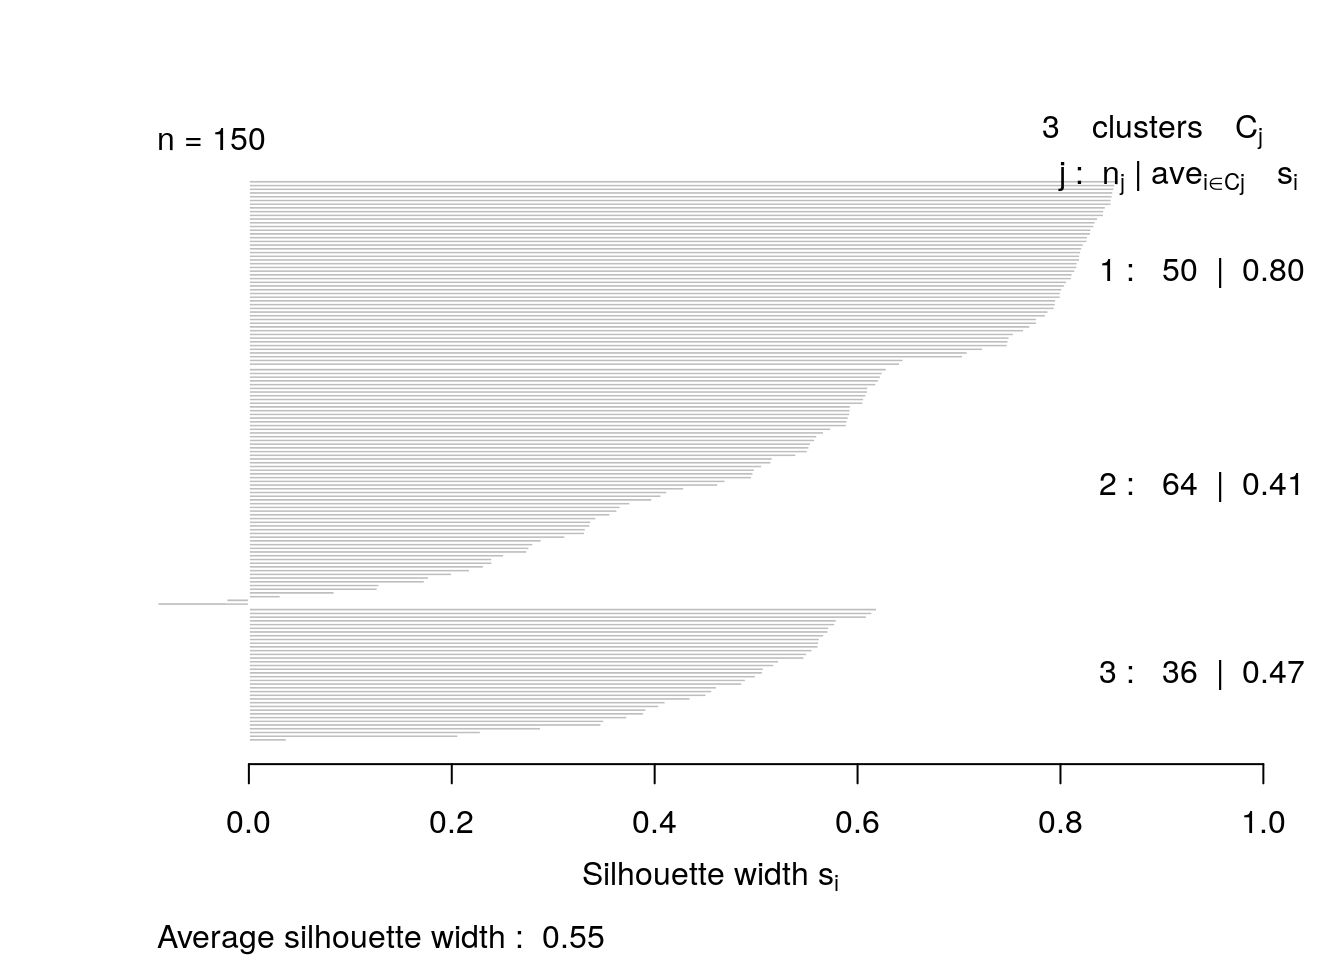 n = 150
3 clusters Cj
j : nj | avei∈Cj si
1 : 50 | 0.80
2 : 64 | 0.41
3 : 36 | 0.47
0.0 0.2 0.4 0.6 0.8 1.0
Silhouette width si
Average silhouette width : 0.55